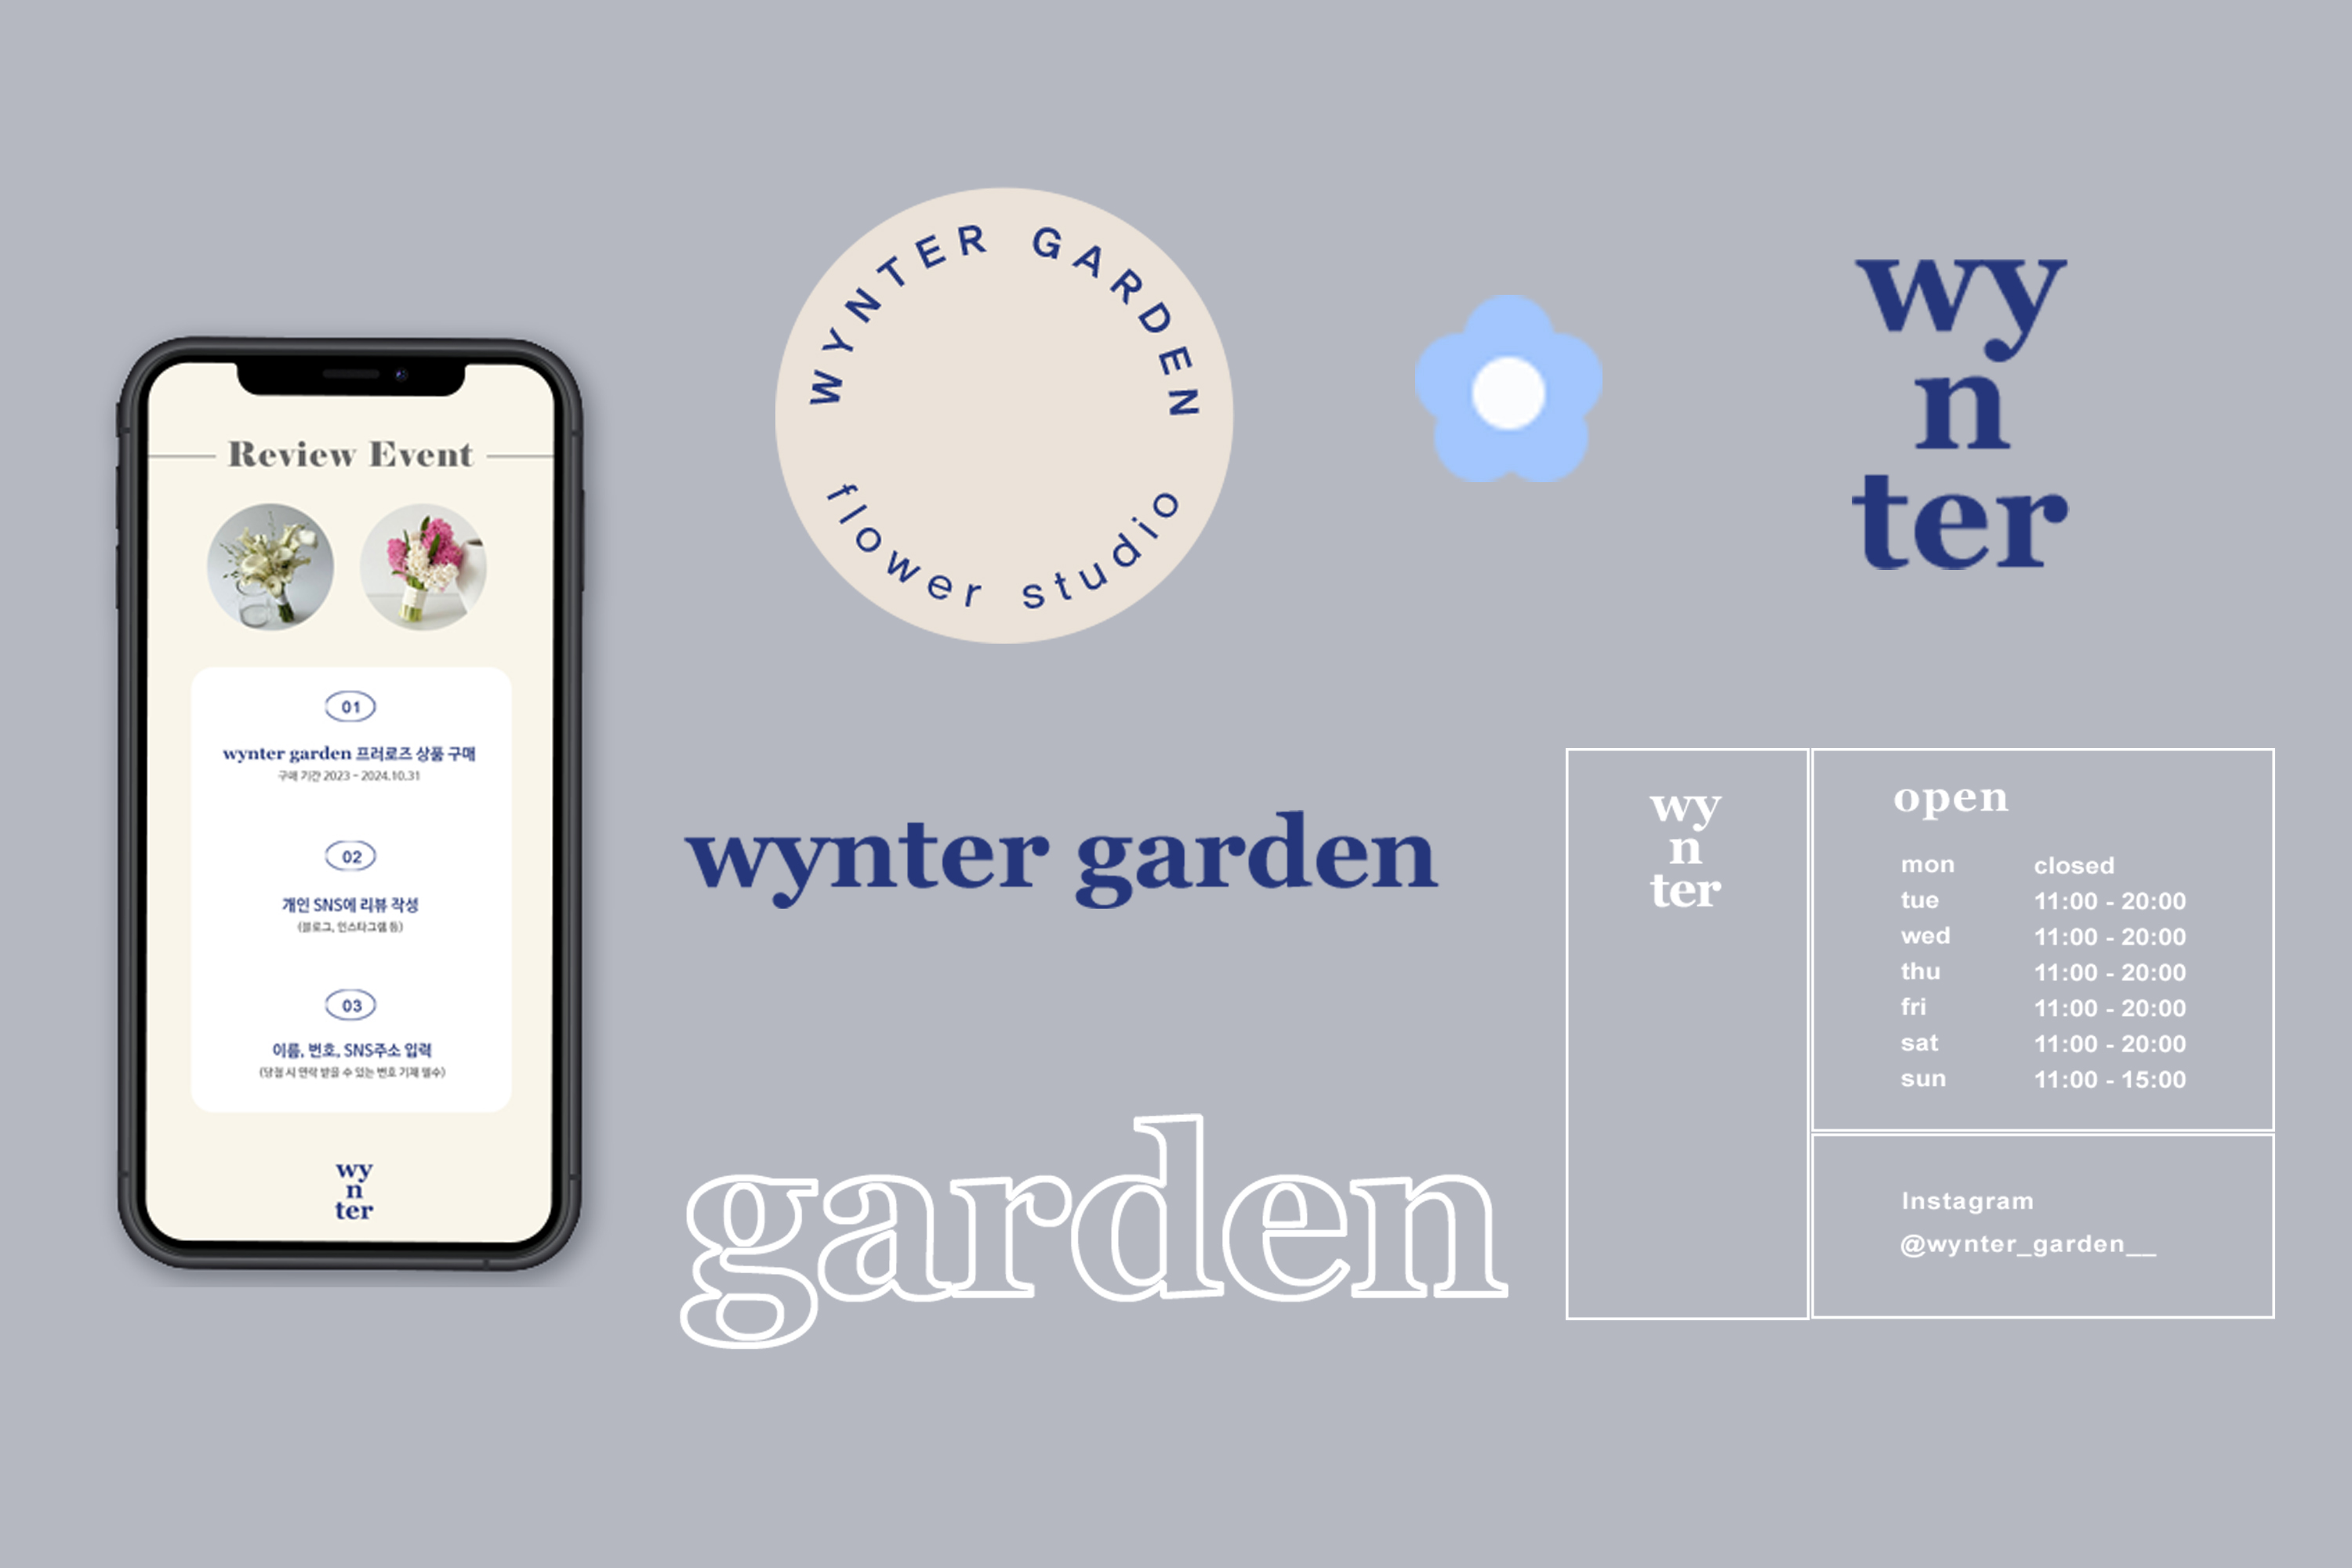 Review Event
01
wynter garden 프러로즈 상품 구매
구매 기간 2023 ~ 2024.10.31
02
개인 SNS에 리뷰 작성
(블로그, 인스타그램 등)
03
이름, 번호, SNS주소 입력
(당첨 시 연락 받을 수 있는 번호 기재 필수)
wy
n
ter
WYNTER GARDEN
flower studio
wy
n
ter
wynter garden
garden
wy
n
ter
open
mon closed
tue 11:00 - 20:00
wed 11:00 - 20:00
thu 11:00 - 20:00
fri 11:00 - 20:00
sat 11:00 - 20:00
sun 11:00 - 15:00
Instagram
@wynter_garden__